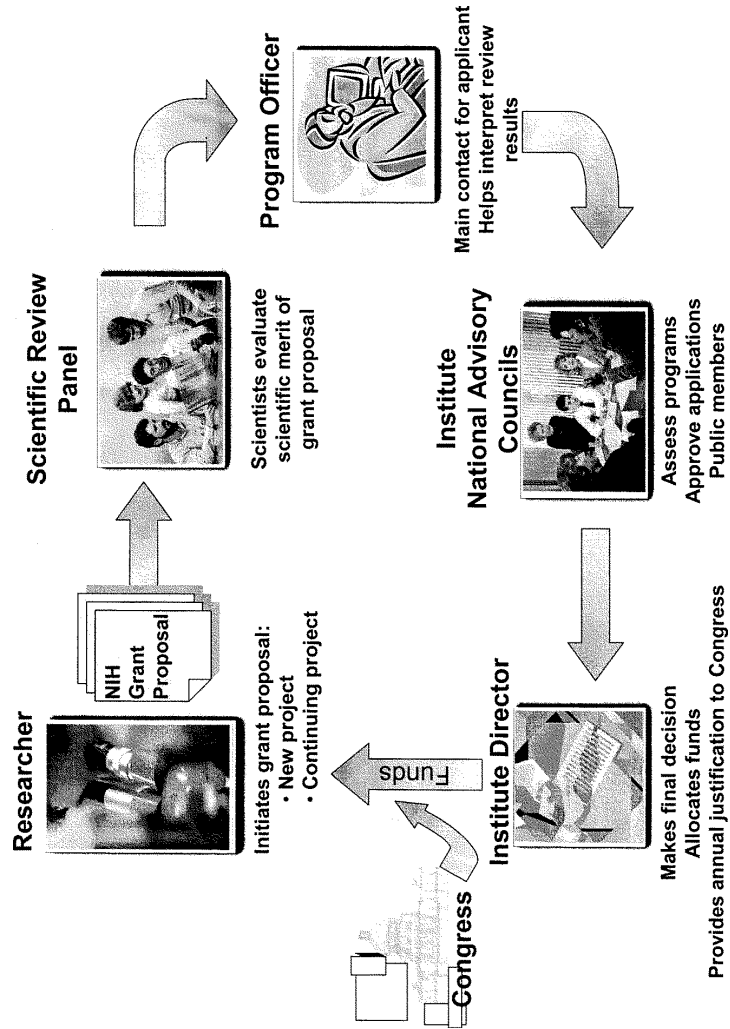 Researcher
Initiates grant proposal:
• New project
• Continuing project
NIH
Grant
Proposal
Scientific Review
Panel
Scientists evaluate
scientific merit of
grant proposal
Program Officer
Main contact for applicant
Helps interpret review
results
Institute
National Advisory
Councils
Assess programs
Approve applications
Public members
Institute Director
Makes final decision
Allocates funds
Provides annual justification to Congress
Funds
Congress